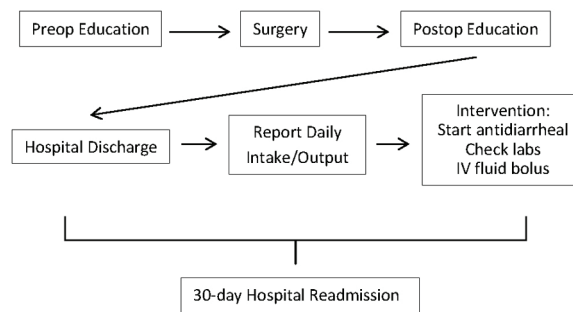 Preop Education
Surgery
Postop Education
Hospital Discharge
Report Daily
Intake/Output
Intervention:
Start antidiarrheal
Check labs
IV fluid bolus
30-day Hospital Readmission